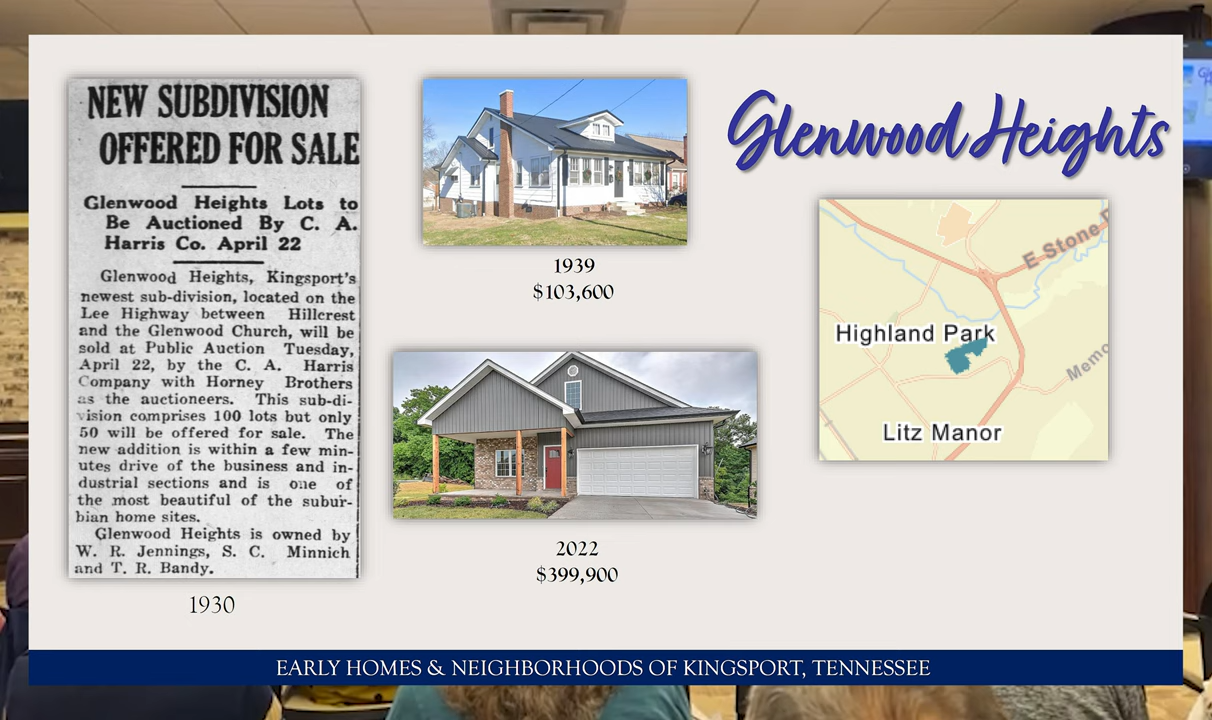 NEW SUBDIVISION
OFFERED FOR SALE
Glenwood Heights Lots to
Be Auctioned By C. A.
Harris Co. April 22
Glenwood Heights, Kingsport's
newest sub-division, located on the
Lee Highway between Hillcrest
and the Glenwood Church, will be
sold at Public Auction Tuesday,
April 22, by the C. A. Harris
Company with Horney Brothers
as the auctioneers. This sub-di-
vision comprises 100 lots but only
50 will be offered for sale. The
new addition is within a few min-
utes drive of the business and in-
dustrial sections and is one of
the most beautiful of the subur-
bian home sites.
Glenwood Heights is owned by
W. R. Jennings, S. C. Minnich
and T. R. Bandy.
1930
1939
$103,600
2022
$399,900
Glenwood Heights
E Stone D
Highland Park
Memo
Litz Manor
EARLY HOMES & NEIGHBORHOODS OF KINGSPORT, TENNESSEE